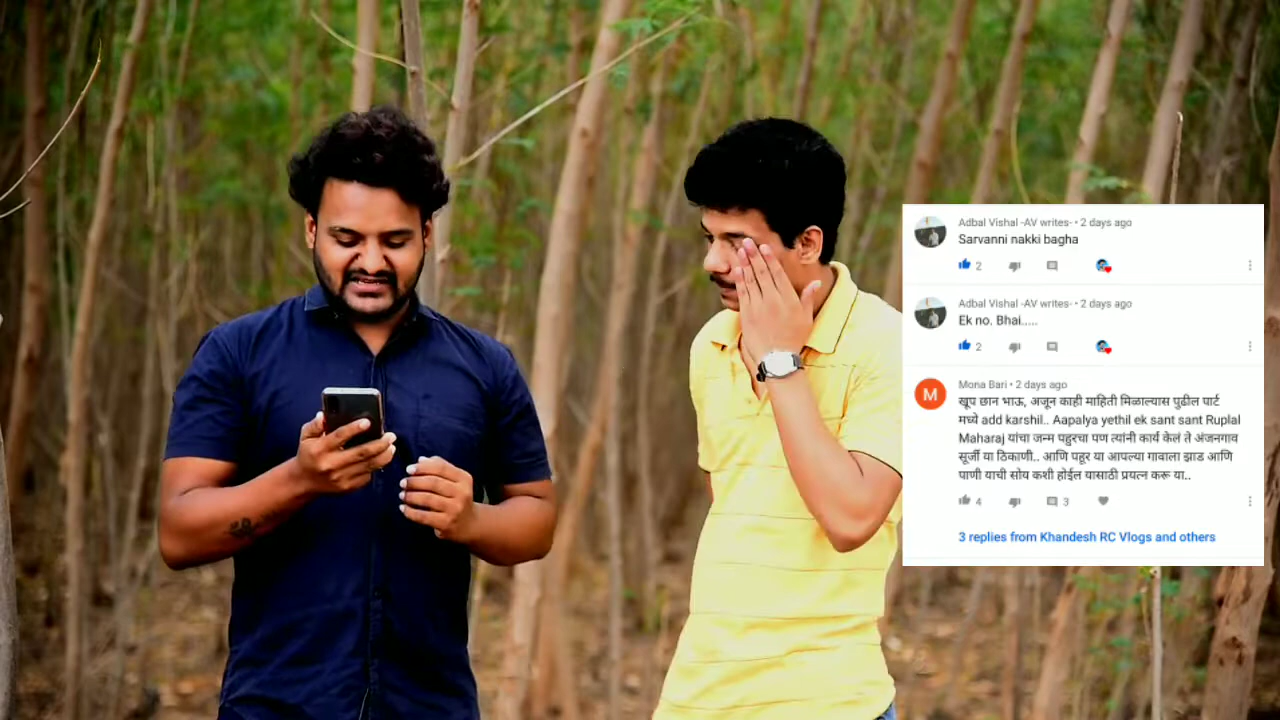 Adbal Vishal -AV writes- • 2 days ago
Sarvanni nakki bagha
2
Adbal Vishal -AV writes- • 2 days ago
Ek no. Bhai.....
2
M
Mona Bari • 2 days ago
खूप छान भाऊ, अजून काही माहिती मिळाल्यास पुढील पार्ट
मध्ये add karshil.. Aapalya yethil ek sant sant Ruplal
Maharaj यांचा जन्म पहुरचा पण त्यांनी कार्य केलं ते अंजनगाव
सूर्जी या ठिकाणी.. आणि पहूर या आपल्या गावाला झाड आणि
पाणी याची सोय कशी होईल यासाठी प्रयत्न करू या..
4 3
3 replies from Khandesh RC Vlogs and others